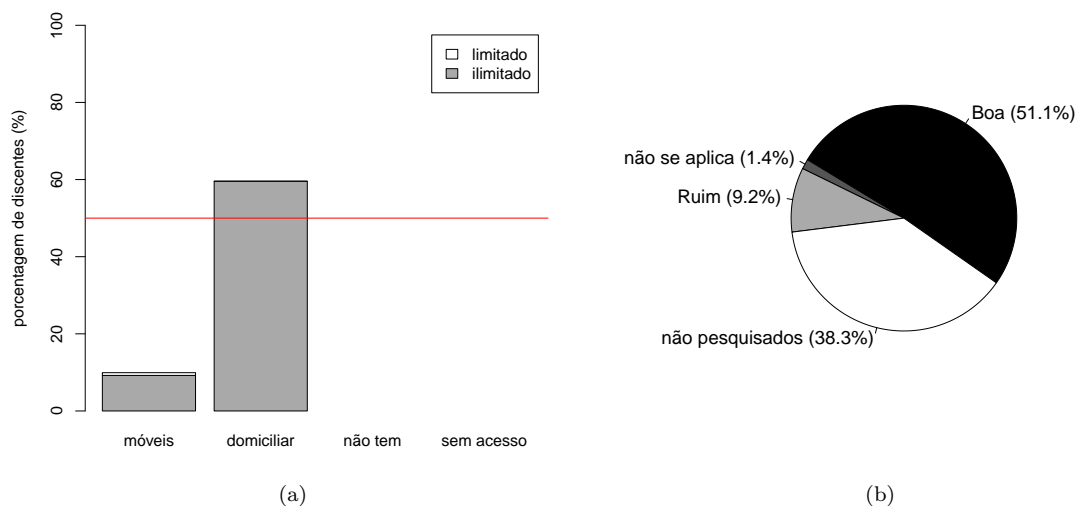 100
80
60
40
20
0
porcentagem de discentes (%)
limitado
ilimitado
móveis domiciliar não tem sem acesso
(a)
Boa (51.1%)
não se aplica (1.4%)
Ruim (9.2%)
não pesquisados (38.3%)
(b)